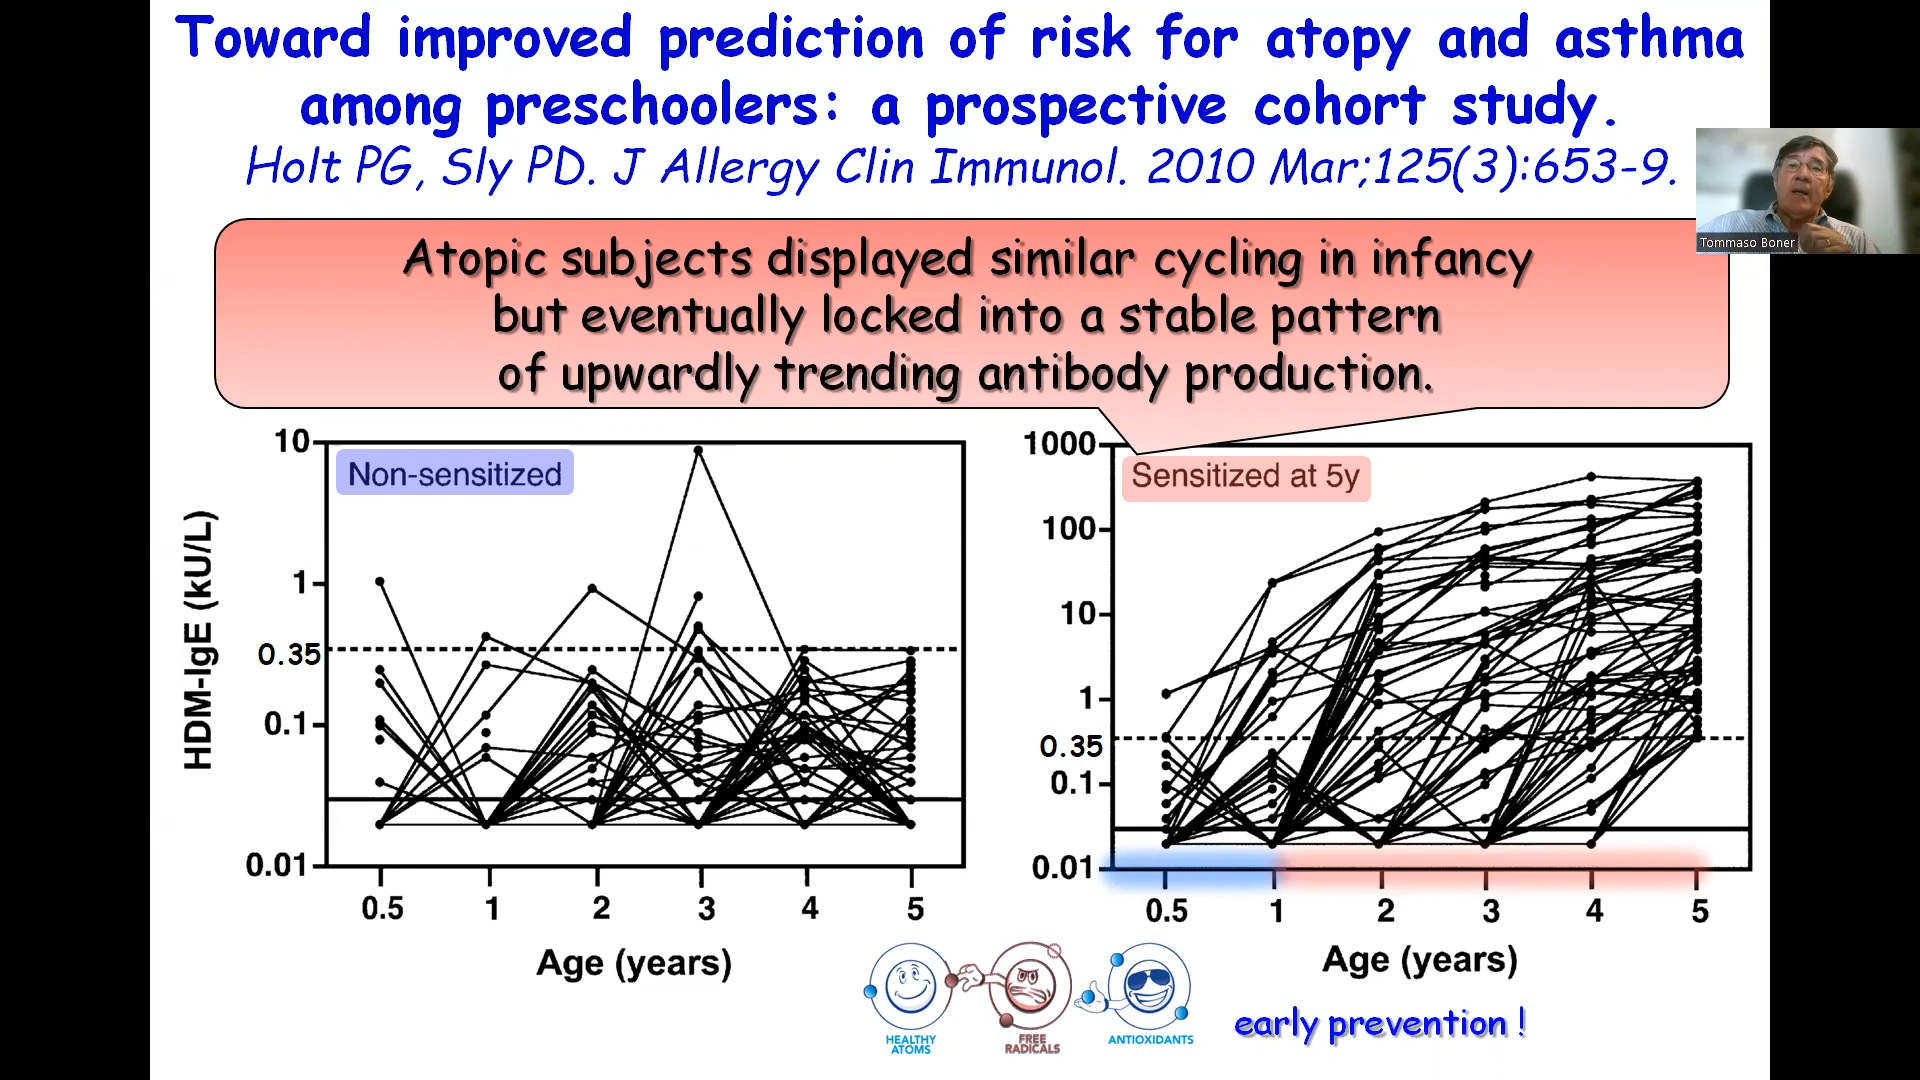 Toward improved prediction of risk for atopy and asthma
among preschoolers: a prospective cohort study.
Holt PG, Sly PD. J Allergy Clin Immunol. 2010 Mar;125(3):653-9.
Tommaso Boner
Atopic subjects displayed similar cycling in infancy
but eventually locked into a stable pattern
of upwardly trending antibody production.
HDM-IgE (kU/L)
Non-sensitized
10
1
0.35
0.1
0.01
0.5 1 2 3 4 5
Age (years)
Sensitized at 5y
1000
100
10
1
0.35
0.1
0.01
0.5 1 2 3 4 5
Age (years)
HEALTHY
ATOMS
FREE
RADICALS
ANTIOXIDANTS
early prevention !